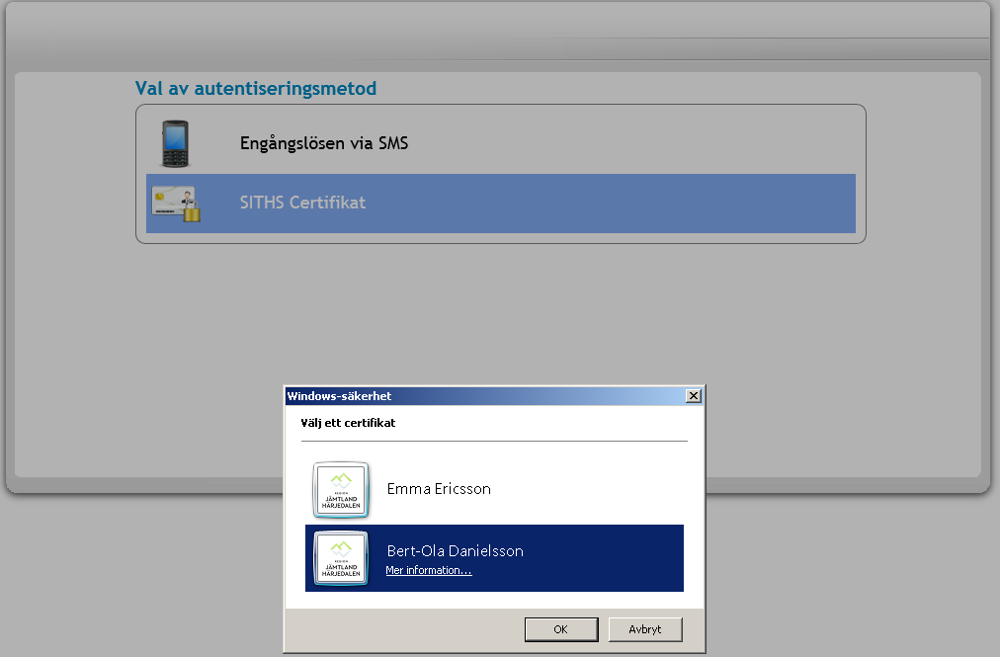 Val av autentiseringsmetod
Engångslösen via SMS
SITHS Certifikat
Windows-säkerhet
Välj ett certifikat
REGION
JÄMTLAND
HÄRJEDALEN
Emma Ericsson
REGION
JÄMTLAND
HÄRJEDALEN
Bert-Ola Danielsson
Mer information...
OK
Avbryt